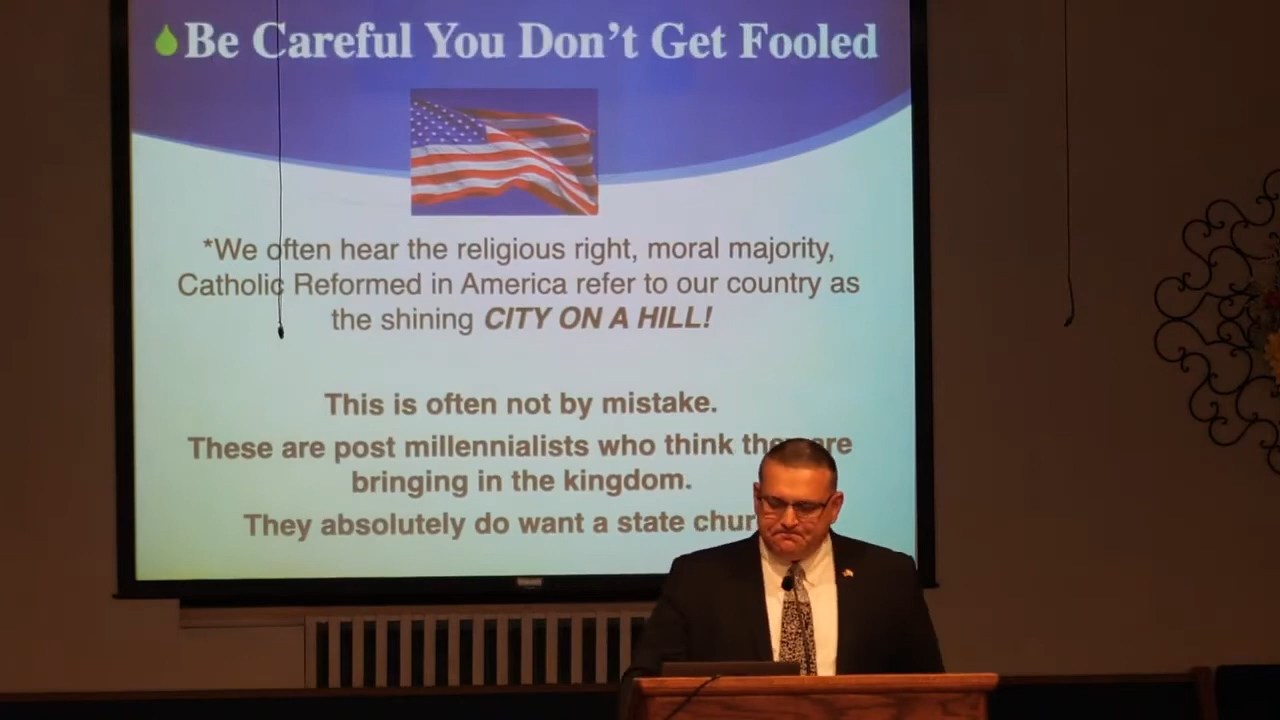 Be Careful You Don't Get Fooled
*We often hear the religious right, moral majority,
Catholic Reformed in America refer to our country as
the shining CITY ON A HILL!
This is often not by mistake.
These are post millennialists who think
bringing in the kingdom.
They absolutely do want a state